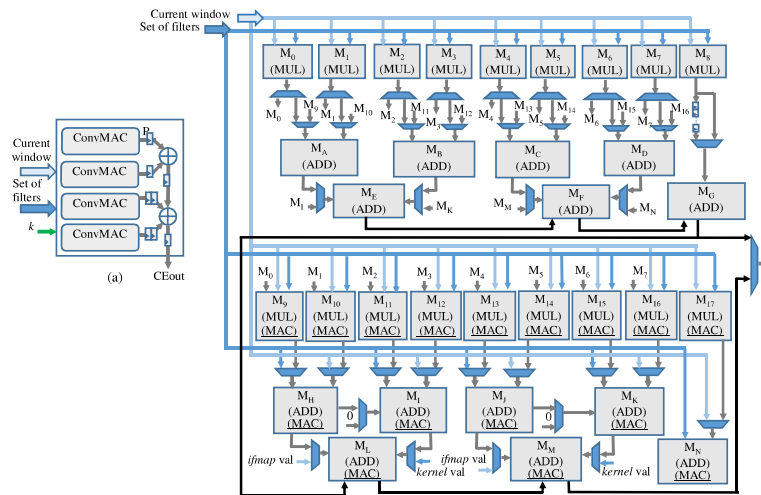 Current window
Set of filters
M0
(MUL)
M1
(MUL)
M2
(MUL)
M3
(MUL)
M4
(MUL)
M5
(MUL)
M6
(MUL)
M7
(MUL)
M8
(MUL)
M0
M9
M1
M10
M2
M11
M3
M12
M4
M13
M5
M14
M6
M15
M7
M16
MA
(ADD)
MB
(ADD)
MC
(ADD)
MD
(ADD)
MI
ME
(ADD)
MK
MM
MF
(ADD)
MN
MG
(ADD)
ConvMAC
ConvMAC
ConvMAC
ConvMAC
Current
window
Set of
filters
k
CEout
(a)
M0
M1
M2
M3
M4
M5
M6
M7
M9
(MUL)
(MAC)
M10
(MUL)
(MAC)
M11
(MUL)
(MAC)
M12
(MUL)
(MAC)
M13
(MUL)
(MAC)
M14
(MUL)
(MAC)
M15
(MUL)
(MAC)
M16
(MUL)
(MAC)
M17
(MUL)
(MAC)
MH
(ADD)
(MAC)
0
MI
(ADD)
(MAC)
MJ
(ADD)
(MAC)
0
MK
(ADD)
(MAC)
ifmap val
ML
(ADD)
(MAC)
kernel val
ifmap val
MM
(ADD)
(MAC)
kernel val
MN
(ADD)
(MAC)